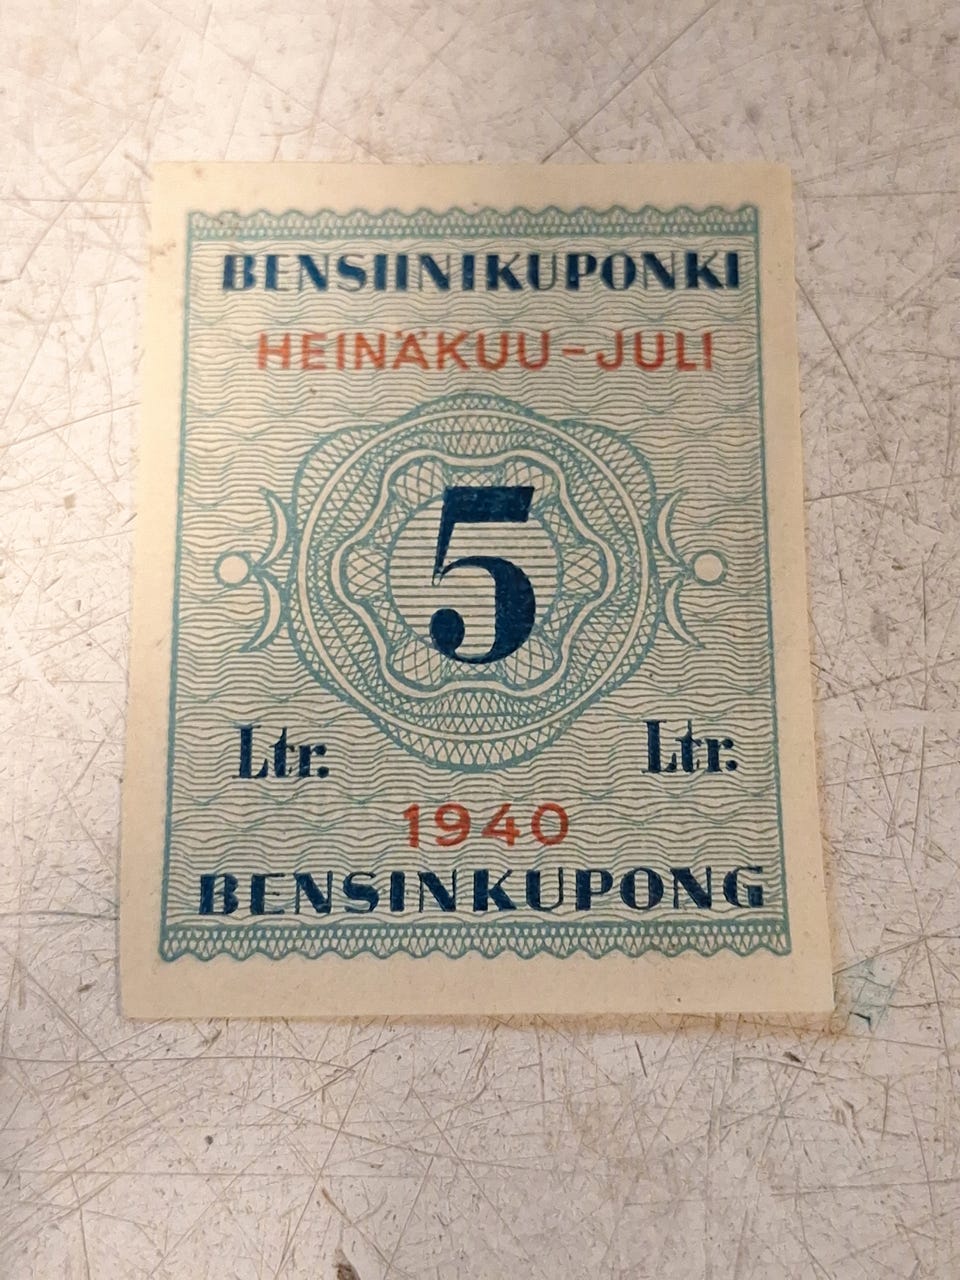 BENSIINIKUPONKI
HEINÄKUU-JULI
5
Ltr. Ltr.
1940
BENSINKUPONG